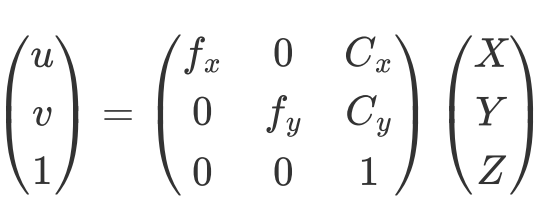 u = f_x 0 C_x X
v 0 f_y C_y Y
1 0 0 1 Z